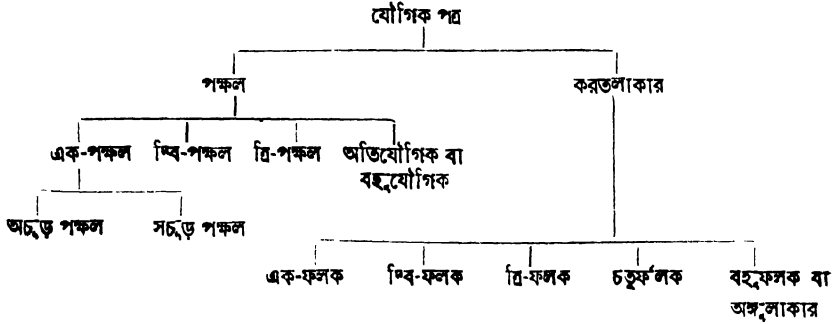 যৌগিক পত্র
পক্ষল করতলাকার
এক-পক্ষল দ্বি-পক্ষল ত্রি-পক্ষল অতিযৌগিক বা
বহুযৌগিক
অচূড় পক্ষল সচূড় পক্ষল
এক-ফলক দ্বি-ফলক ত্রি-ফলক চতুর্ফলক বহুফলক বা
অঙ্গুলাকার